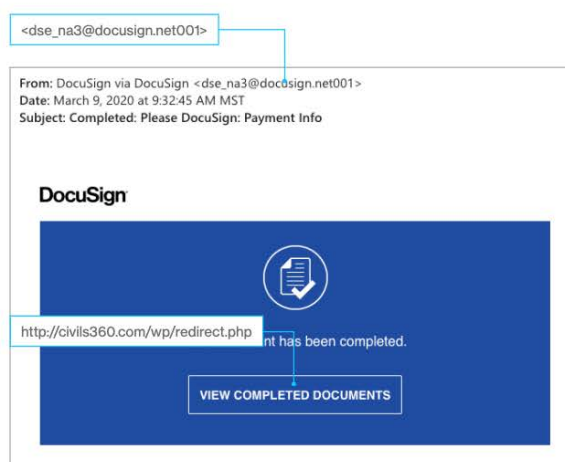 <dse_na3@docusign.net001>
From: DocuSign via DocuSign <dse_na3@docusign.net001>
Date: March 9, 2020 at 9:32:45 AM MST
Subject: Completed: Please DocuSign: Payment Info
DocuSign
http://civils360.com/wp/redirect.php
has been completed.
VIEW COMPLETED DOCUMENTS